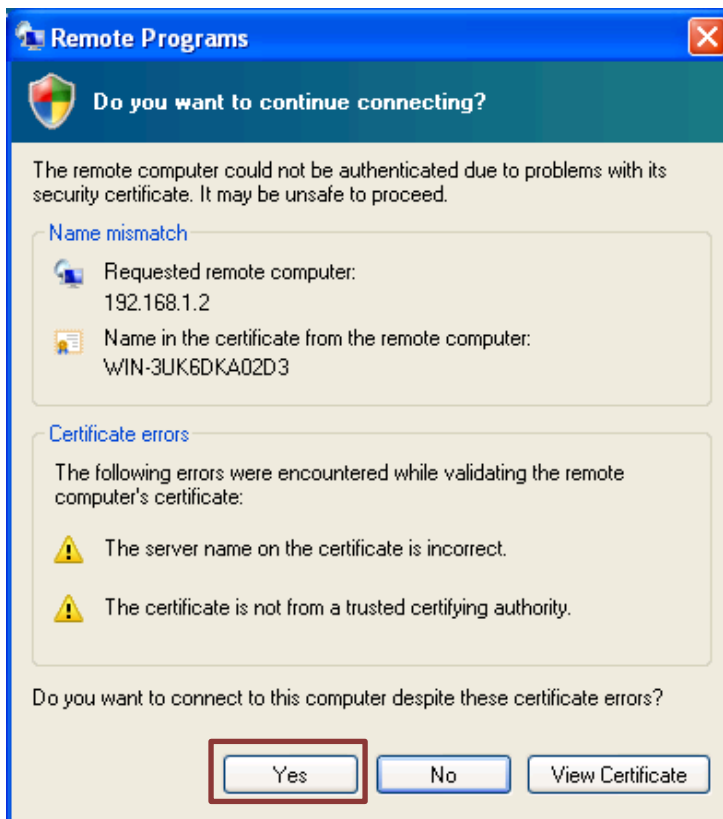 Remote Programs
Do you want to continue connecting?
The remote computer could not be authenticated due to problems with its
security certificate. It may be unsafe to proceed.
Name mismatch
Requested remote computer:
192.168.1.2
Name in the certificate from the remote computer:
WIN-3UK6DKA02D3
Certificate errors
The following errors were encountered while validating the remote
computer's certificate:
The server name on the certificate is incorrect.
The certificate is not from a trusted certifying authority.
Do you want to connect to this computer despite these certificate errors?
Yes No View Certificate